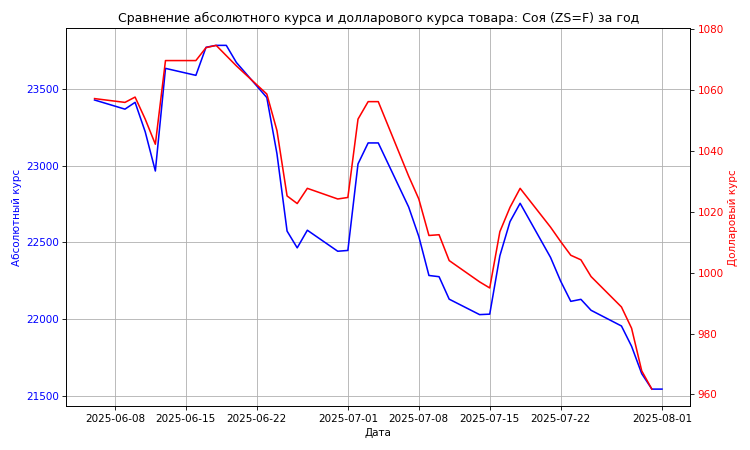 Сравнение абсолютного курса и долларового курса товара: Соя (ZS=F) за год
Абсолютный курс
23500
23000
22500
22000
21500
1080
1060
1040
1020
1000
980
960
Долларовый курс
2025-06-08 2025-06-15 2025-06-22 2025-07-01 2025-07-08 2025-07-15 2025-07-22 2025-08-01
Дата